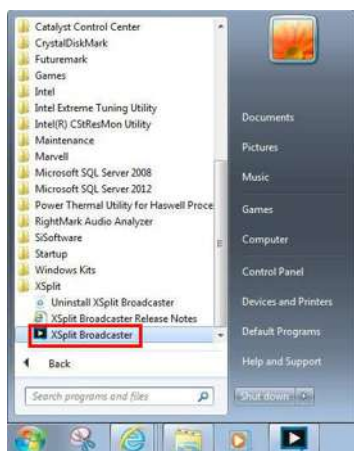 Catalyst Control Center
CrystalDiskMark
Futuremark
Games
Intel
Intel Extreme Tuning Utility
Intel(R) CStResMon Utility
Maintenance
Marvell
Microsoft SQL Server 2008
Microsoft SQL Server 2012
Power Thermal Utility for Haswell Proce
RightMark Audio Analyzer
SiSoftware
Startup
Windows Kits
XSplit
Uninstall XSplit Broadcaster
XSplit Broadcaster Release Notes
XSplit Broadcaster
Back
Search programs and files
Documents
Pictures
Music
Games
Computer
Control Panel
Devices and Printers
Default Programs
Help and Support
Shut down